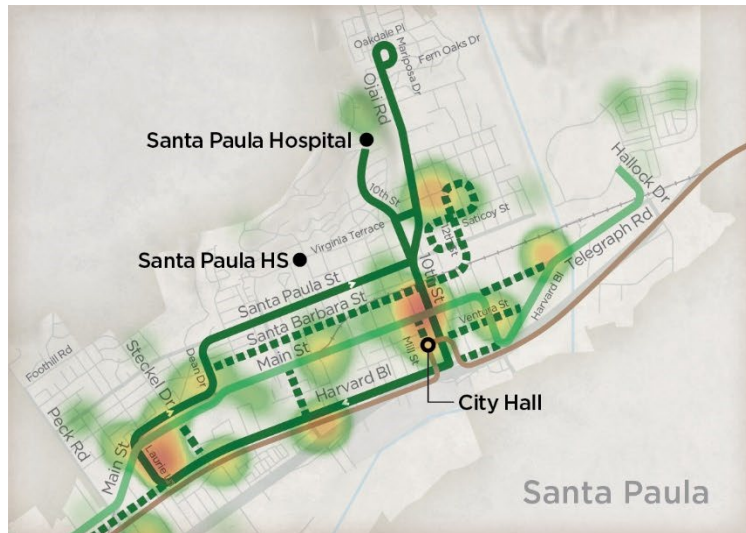 Oakdale Pl
Mariposa Dr
Fern Oaks Dr
Ojai Rd
Santa Paula Hospital
Hallock Dr
10th St
Saticoy St
Virginia Terrace
12th St
Telegraph Rd
Santa Paula HS
Santa Paula St
10th St
Santa Barbara St
Harvard Bl
Ventura St
Main St
Foothill Rd
Dean Dr
Mill St
Steckel Dr
Harvard Bl
City Hall
Peck Rd
Main St
Santa Paula